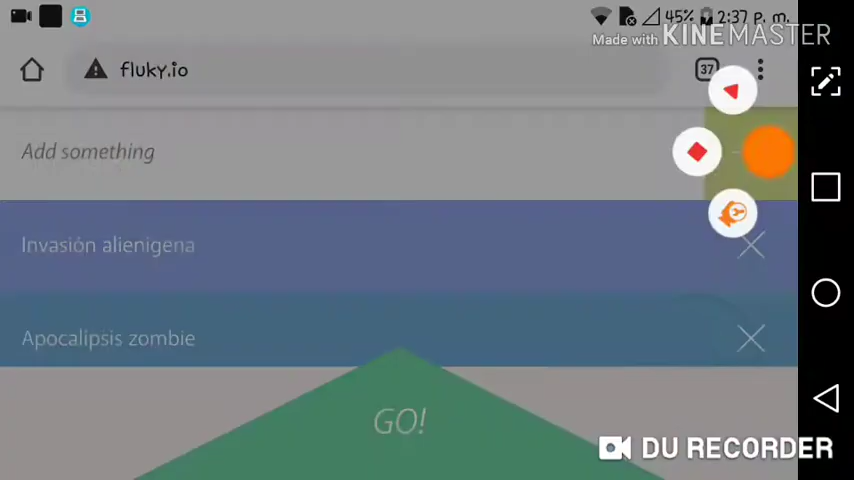 45% 2:37 p. m.
Made with KINEMASTER
fluky.io
37
Add something
Invasión alienigena
Apocalipsis zombie
GO!
DU RECORDER